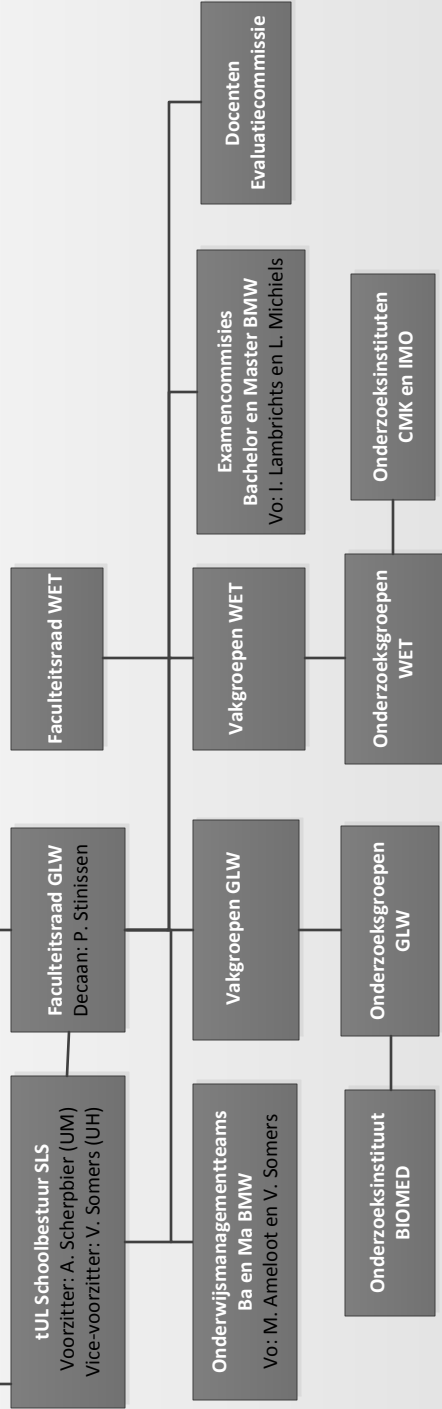 tUL Schoolbestuur SLS
Voorzitter: A. Scherpbier (UM)
Vice-voorzitter: V. Somers (UH)
Faculteitsraad GLW
Decaan: P. Stinissen
Faculteitsraad WET
Onderwijsmanagementteams
Ba en Ma BMW
Vo: M. Ameloot en V. Somers
Vakgroepen GLW
Vakgroepen WET
Examencommisies
Bachelor en Master BMW
Vo: I. Lambrichts en L. Michiels
Docenten
Evaluatiecommissie
Onderzoeksinstituut
BIOMED
Onderzoeksgroepen
GLW
Onderzoeksgroepen
WET
Onderzoeksinstituten
CMK en IMO